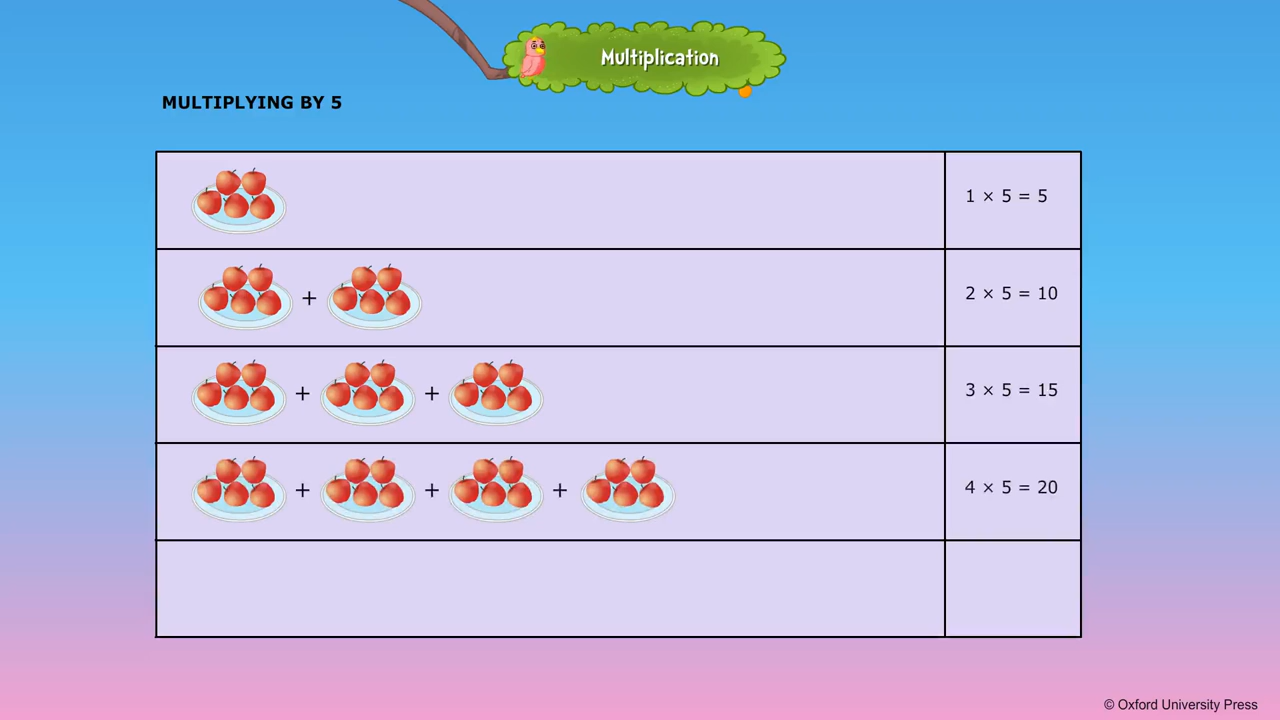 Multiplication
MULTIPLYING BY 5
1 × 5 = 5
+
2 × 5 = 10
+ +
3 × 5 = 15
+ + +
4 × 5 = 20
© Oxford University Press